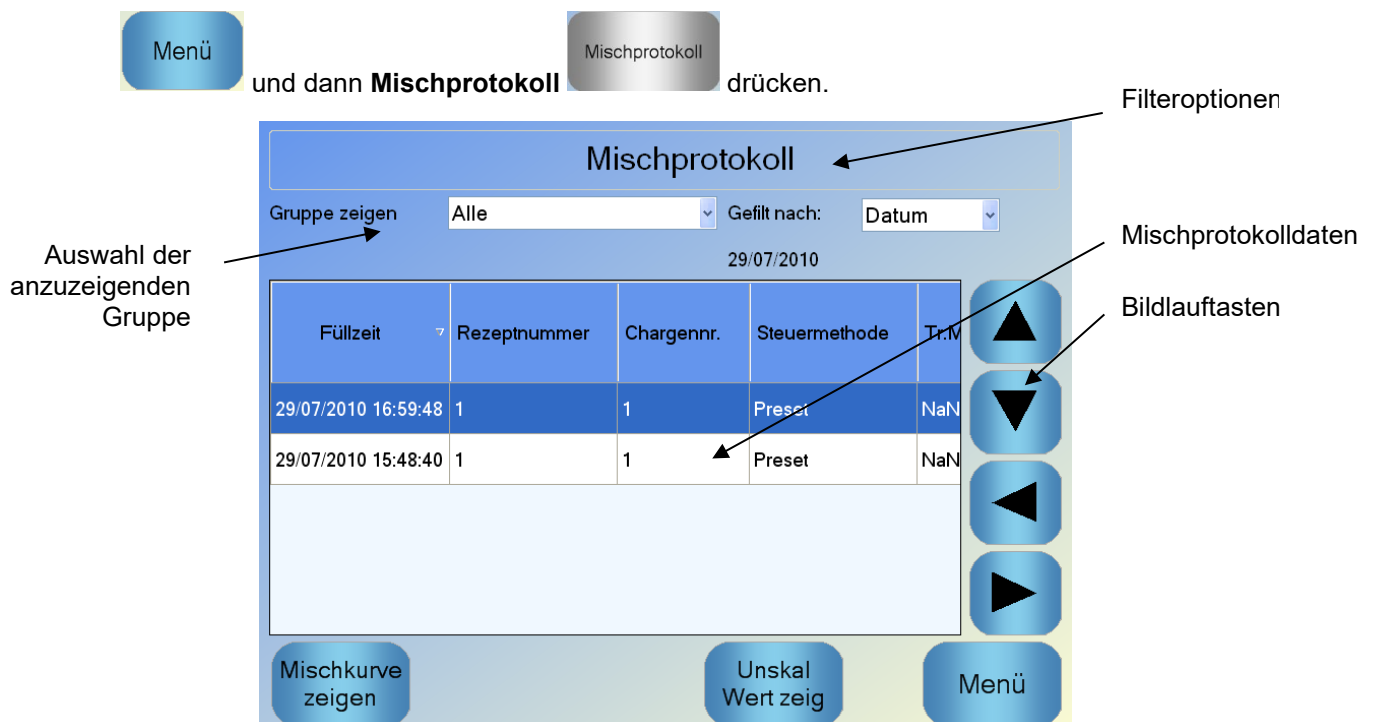 Menü und dann Mischprotokoll Mischprotokoll drücken.
Filteroptionen
Mischprotokoll
Gruppe zeigen Alle Gefilt nach: Datum
29/07/2010
Auswahl der
anzuzeigenden
Gruppe
Mischprotokolldaten
Bildlauftasten
Füllzeit Rezeptnummer Chargennr. Steuermethode Tr.M
29/07/2010 16:59:48 1 1 Preset NaN
29/07/2010 15:48:40 1 1 Preset NaN
Mischkurve
zeigen
Unskal
Wert zeig
Menü